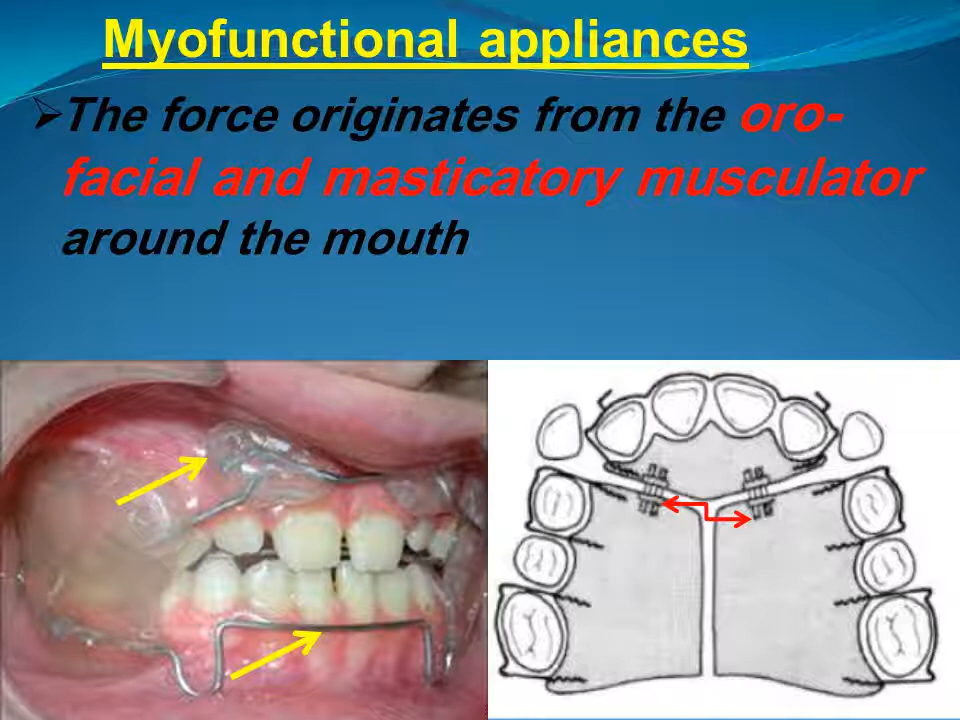 Myofunctional appliances
➢The force originates from the oro-
facial and masticatory musculator
around the mouth